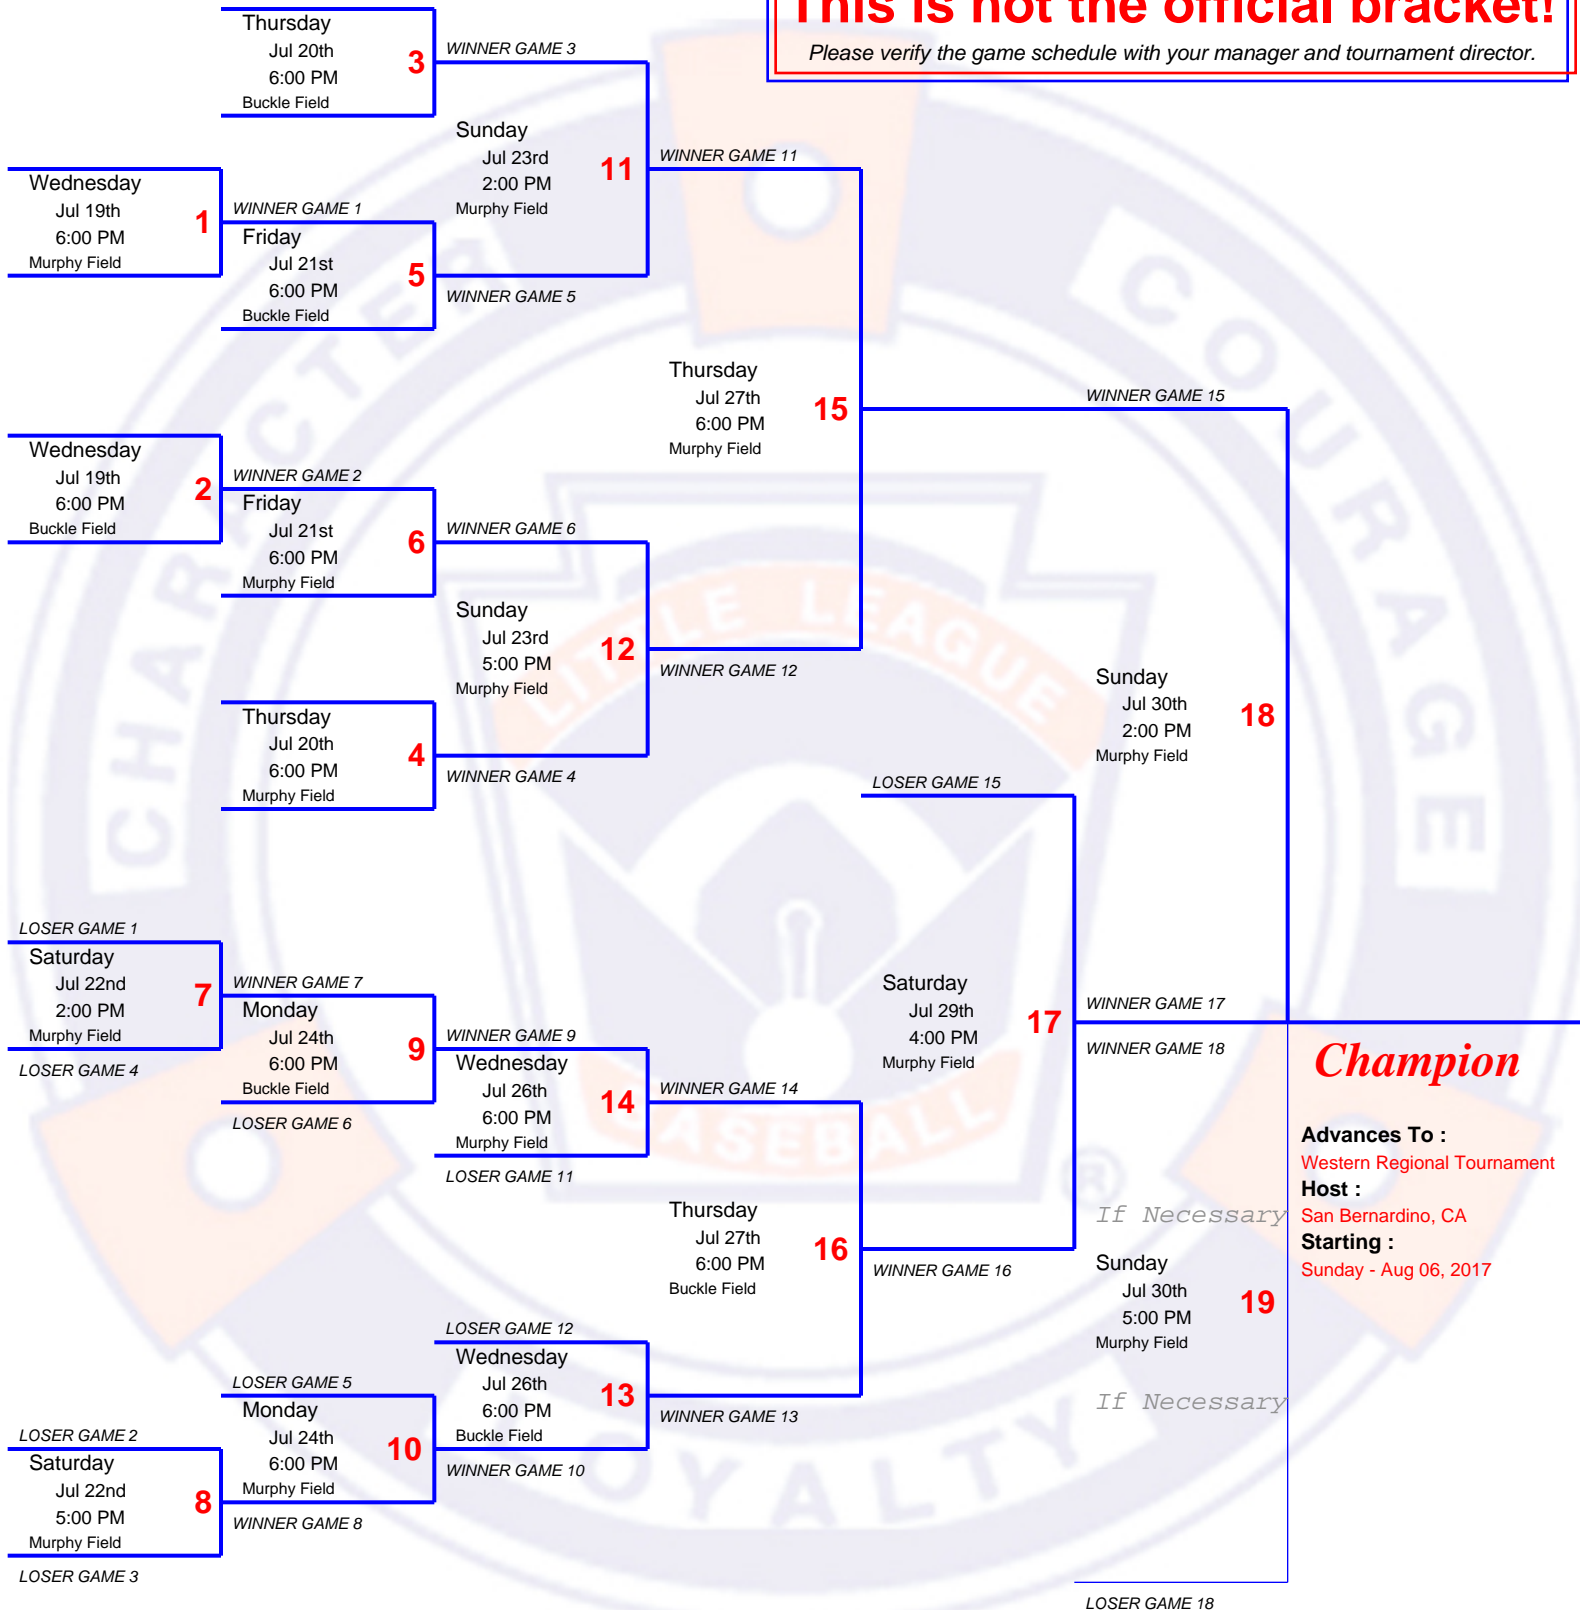 This is not the official bracket!
Please verify the game schedule with your manager and tournament director.
Thursday
Jul 20th
6:00 PM
Buckle Field
3
WINNER GAME 3
Sunday
Jul 23rd
2:00 PM
Murphy Field
11
WINNER GAME 11
Wednesday
Jul 19th
6:00 PM
Murphy Field
1
WINNER GAME 1
Friday
Jul 21st
6:00 PM
Buckle Field
5
WINNER GAME 5
Thursday
Jul 27th
6:00 PM
Murphy Field
15
WINNER GAME 15
Wednesday
Jul 19th
6:00 PM
Buckle Field
2
WINNER GAME 2
Friday
Jul 21st
6:00 PM
Murphy Field
6
WINNER GAME 6
Sunday
Jul 23rd
5:00 PM
Murphy Field
12
WINNER GAME 12
Thursday
Jul 20th
6:00 PM
Murphy Field
4
WINNER GAME 4
Sunday
Jul 30th
2:00 PM
Murphy Field
18
LOSER GAME 15
LOSER GAME 1
Saturday
Jul 22nd
2:00 PM
Murphy Field
7
LOSER GAME 4
WINNER GAME 7
Monday
Jul 24th
6:00 PM
Buckle Field
9
LOSER GAME 6
WINNER GAME 9
Wednesday
Jul 26th
6:00 PM
Murphy Field
14
LOSER GAME 11
WINNER GAME 14
Saturday
Jul 29th
4:00 PM
Murphy Field
17
WINNER GAME 17
WINNER GAME 18
Champion
Advances To :
Western Regional Tournament
Host :
San Bernardino, CA
Starting :
Sunday - Aug 06, 2017
If Necessary
Thursday
Jul 27th
6:00 PM
Buckle Field
16
WINNER GAME 16
Sunday
Jul 30th
5:00 PM
Murphy Field
19
If Necessary
LOSER GAME 12
Wednesday
Jul 26th
6:00 PM
Buckle Field
13
WINNER GAME 13
LOSER GAME 5
Monday
Jul 24th
6:00 PM
Murphy Field
10
WINNER GAME 10
LOSER GAME 2
Saturday
Jul 22nd
5:00 PM
Murphy Field
8
WINNER GAME 8
LOSER GAME 3
LOSER GAME 18
CHARACTER
COURAGE
LOYALTY
LITTLE LEAGUE
BASEBALL
®